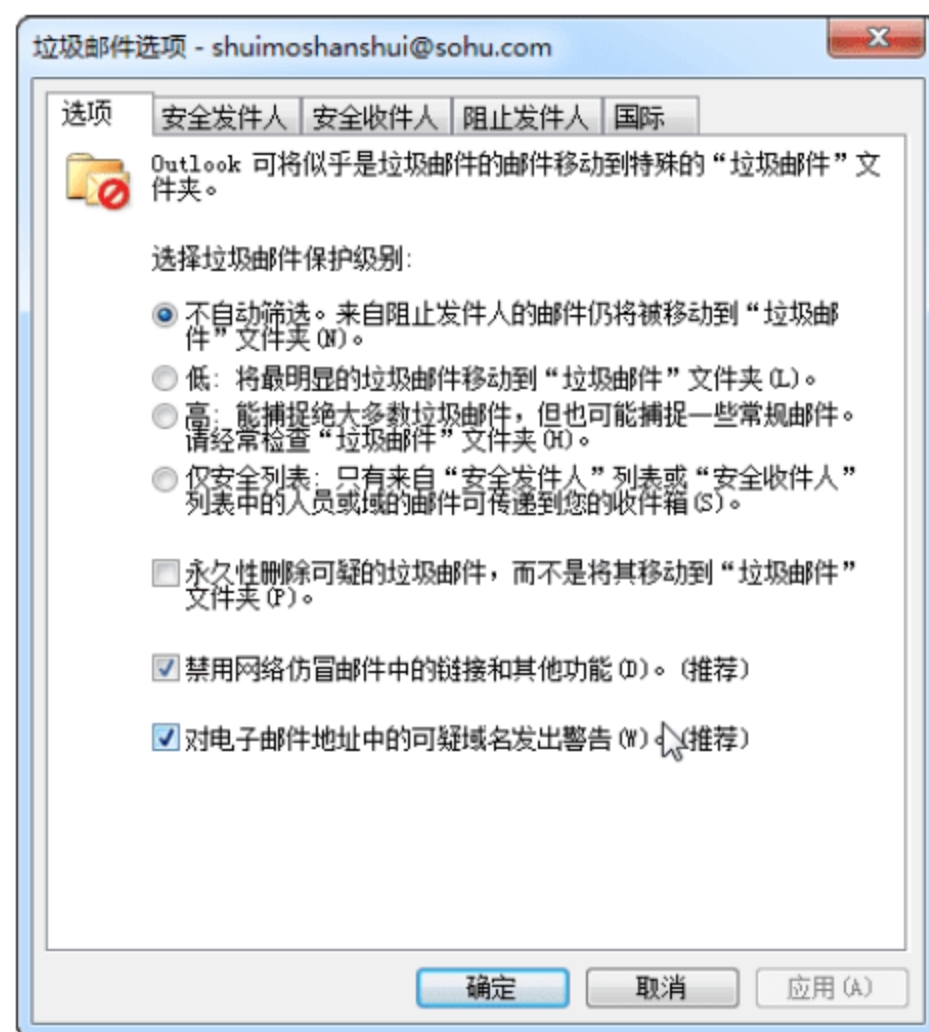 垃圾邮件选项 - shuimoshanshui@sohu.com
选项 安全发件人 安全收件人 阻止发件人 国际
Outlook 可将似乎是垃圾邮件的邮件移动到特殊的“垃圾邮件”文
件夹。
选择垃圾邮件保护级别:
不自动筛选。来自阻止发件人的邮件仍将被移动到“垃圾邮
件”文件夹(N)。
低: 将最明显的垃圾邮件移动到“垃圾邮件”文件夹(L)。
高: 能捕捉绝大多数垃圾邮件，但也可能捕捉一些常规邮件。
请经常检查“垃圾邮件”文件夹(H)。
仅安全列表: 只有来自“安全发件人”列表或“安全收件人”
列表中的人员或域的邮件可传递到您的收件箱(S)。
永久性删除可疑的垃圾邮件，而不是将其移动到“垃圾邮件”
文件夹(P)。
禁用网络仿冒邮件中的链接和其他功能(D)。(推荐)
对电子邮件地址中的可疑域名发出警告(W)。(推荐)
确定 取消 应用(A)